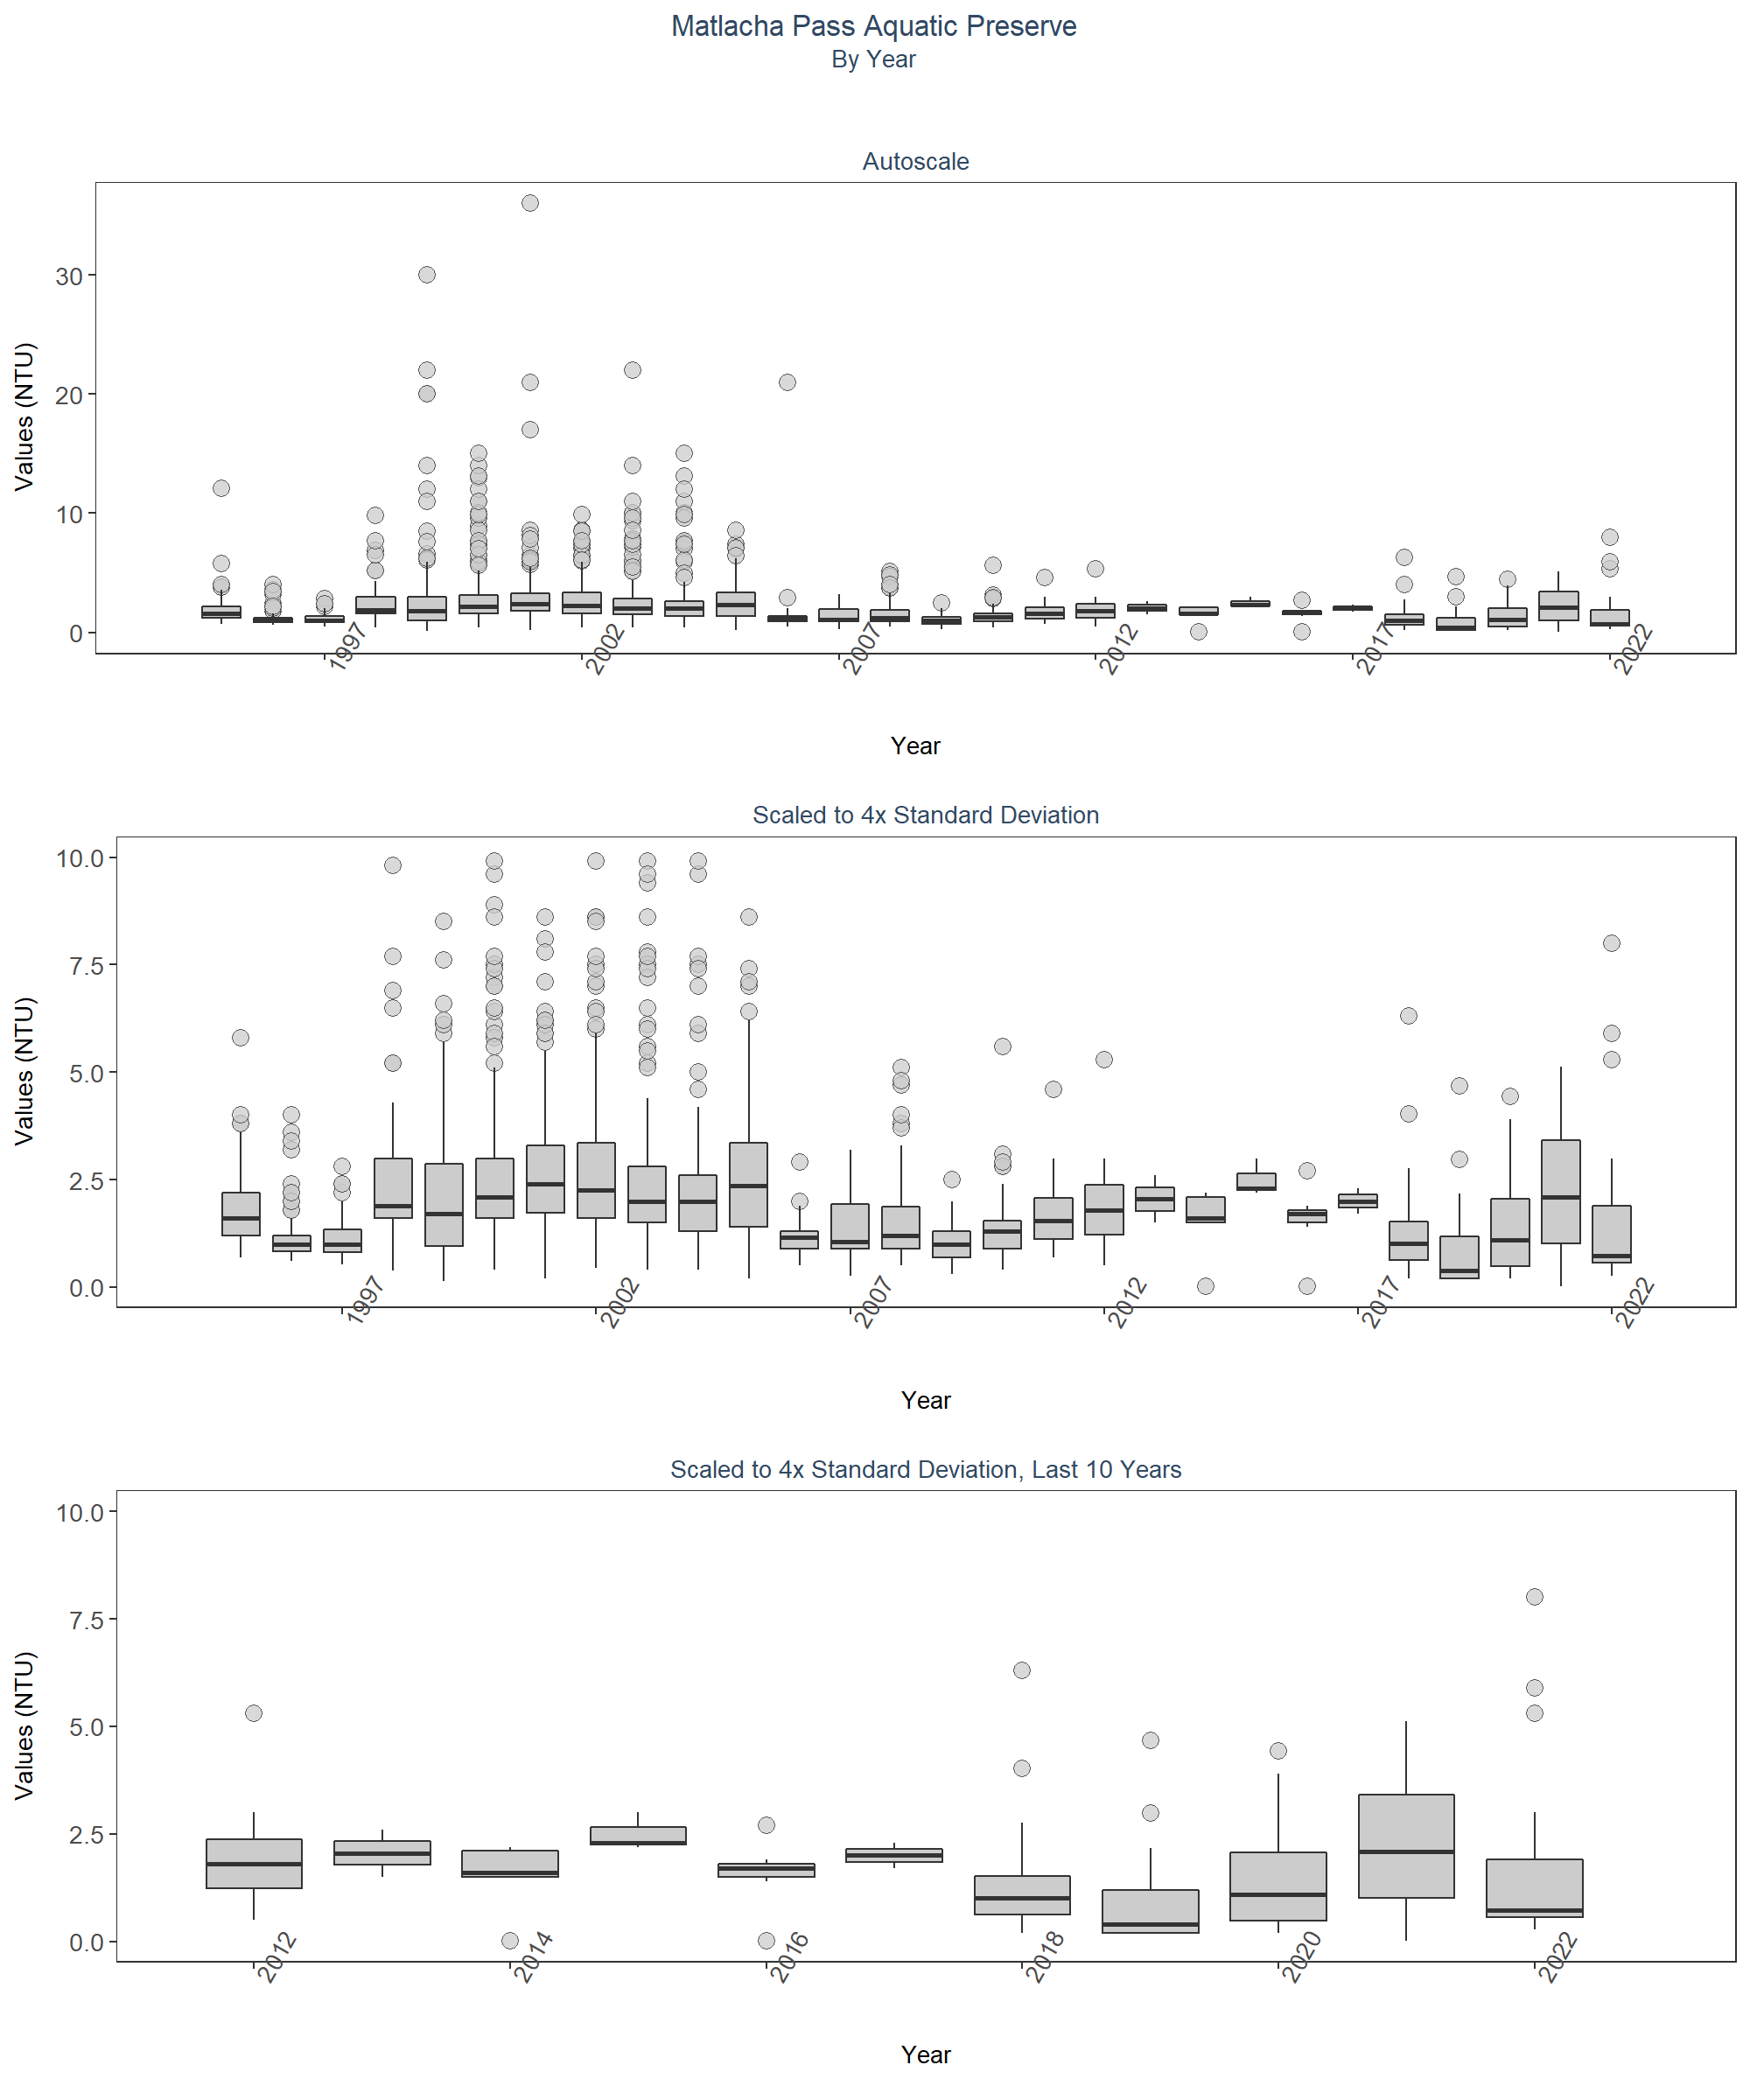 Matlacha Pass Aquatic Preserve
By Year
Autoscale
Values (NTU)
30
20
10
0
1997
2002
2007
2012
2017
2022
Year
Scaled to 4x Standard Deviation
Values (NTU)
10.0
7.5
5.0
2.5
0.0
1997
2002
2007
2012
2017
2022
Year
Scaled to 4x Standard Deviation, Last 10 Years
Values (NTU)
10.0
7.5
5.0
2.5
0.0
2012
2014
2016
2018
2020
2022
Year